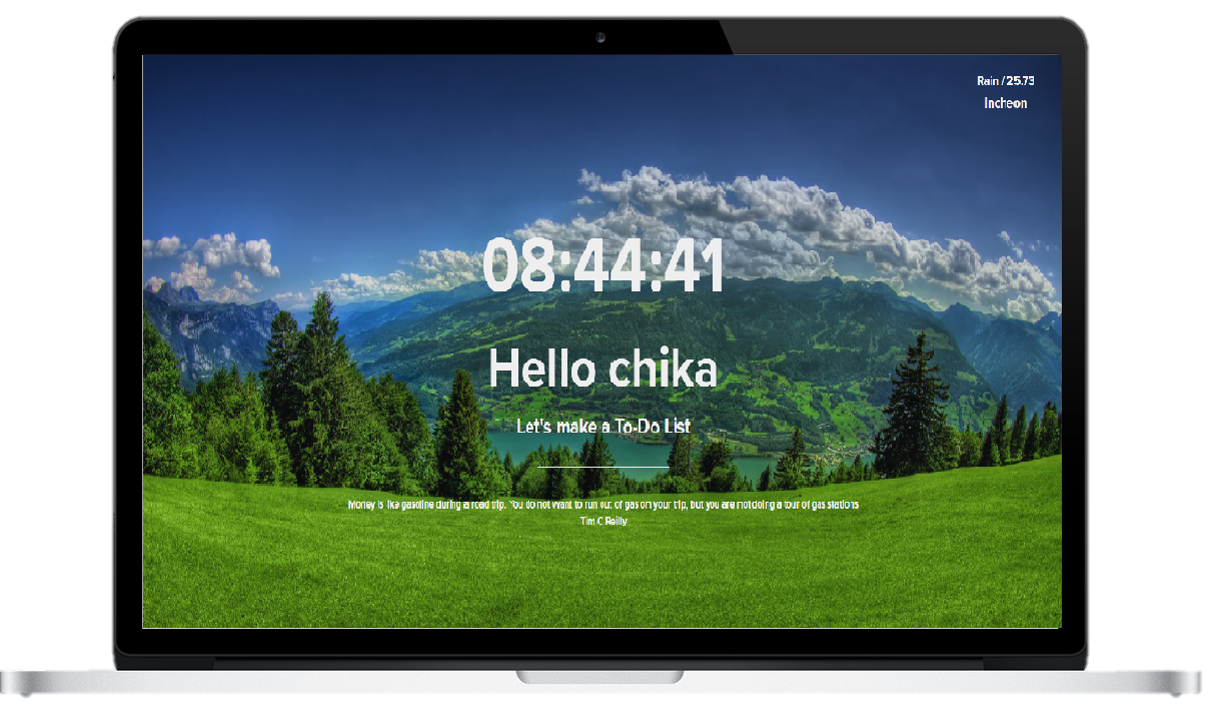 Rain / 25.73
Incheon
08:44:41
Hello chika
Let's make a To-Do List
Money is like gasoline during a road trip. You do not want to run out of gas on your trip, but you are not doing a tour of gas stations
Tim O Reilly